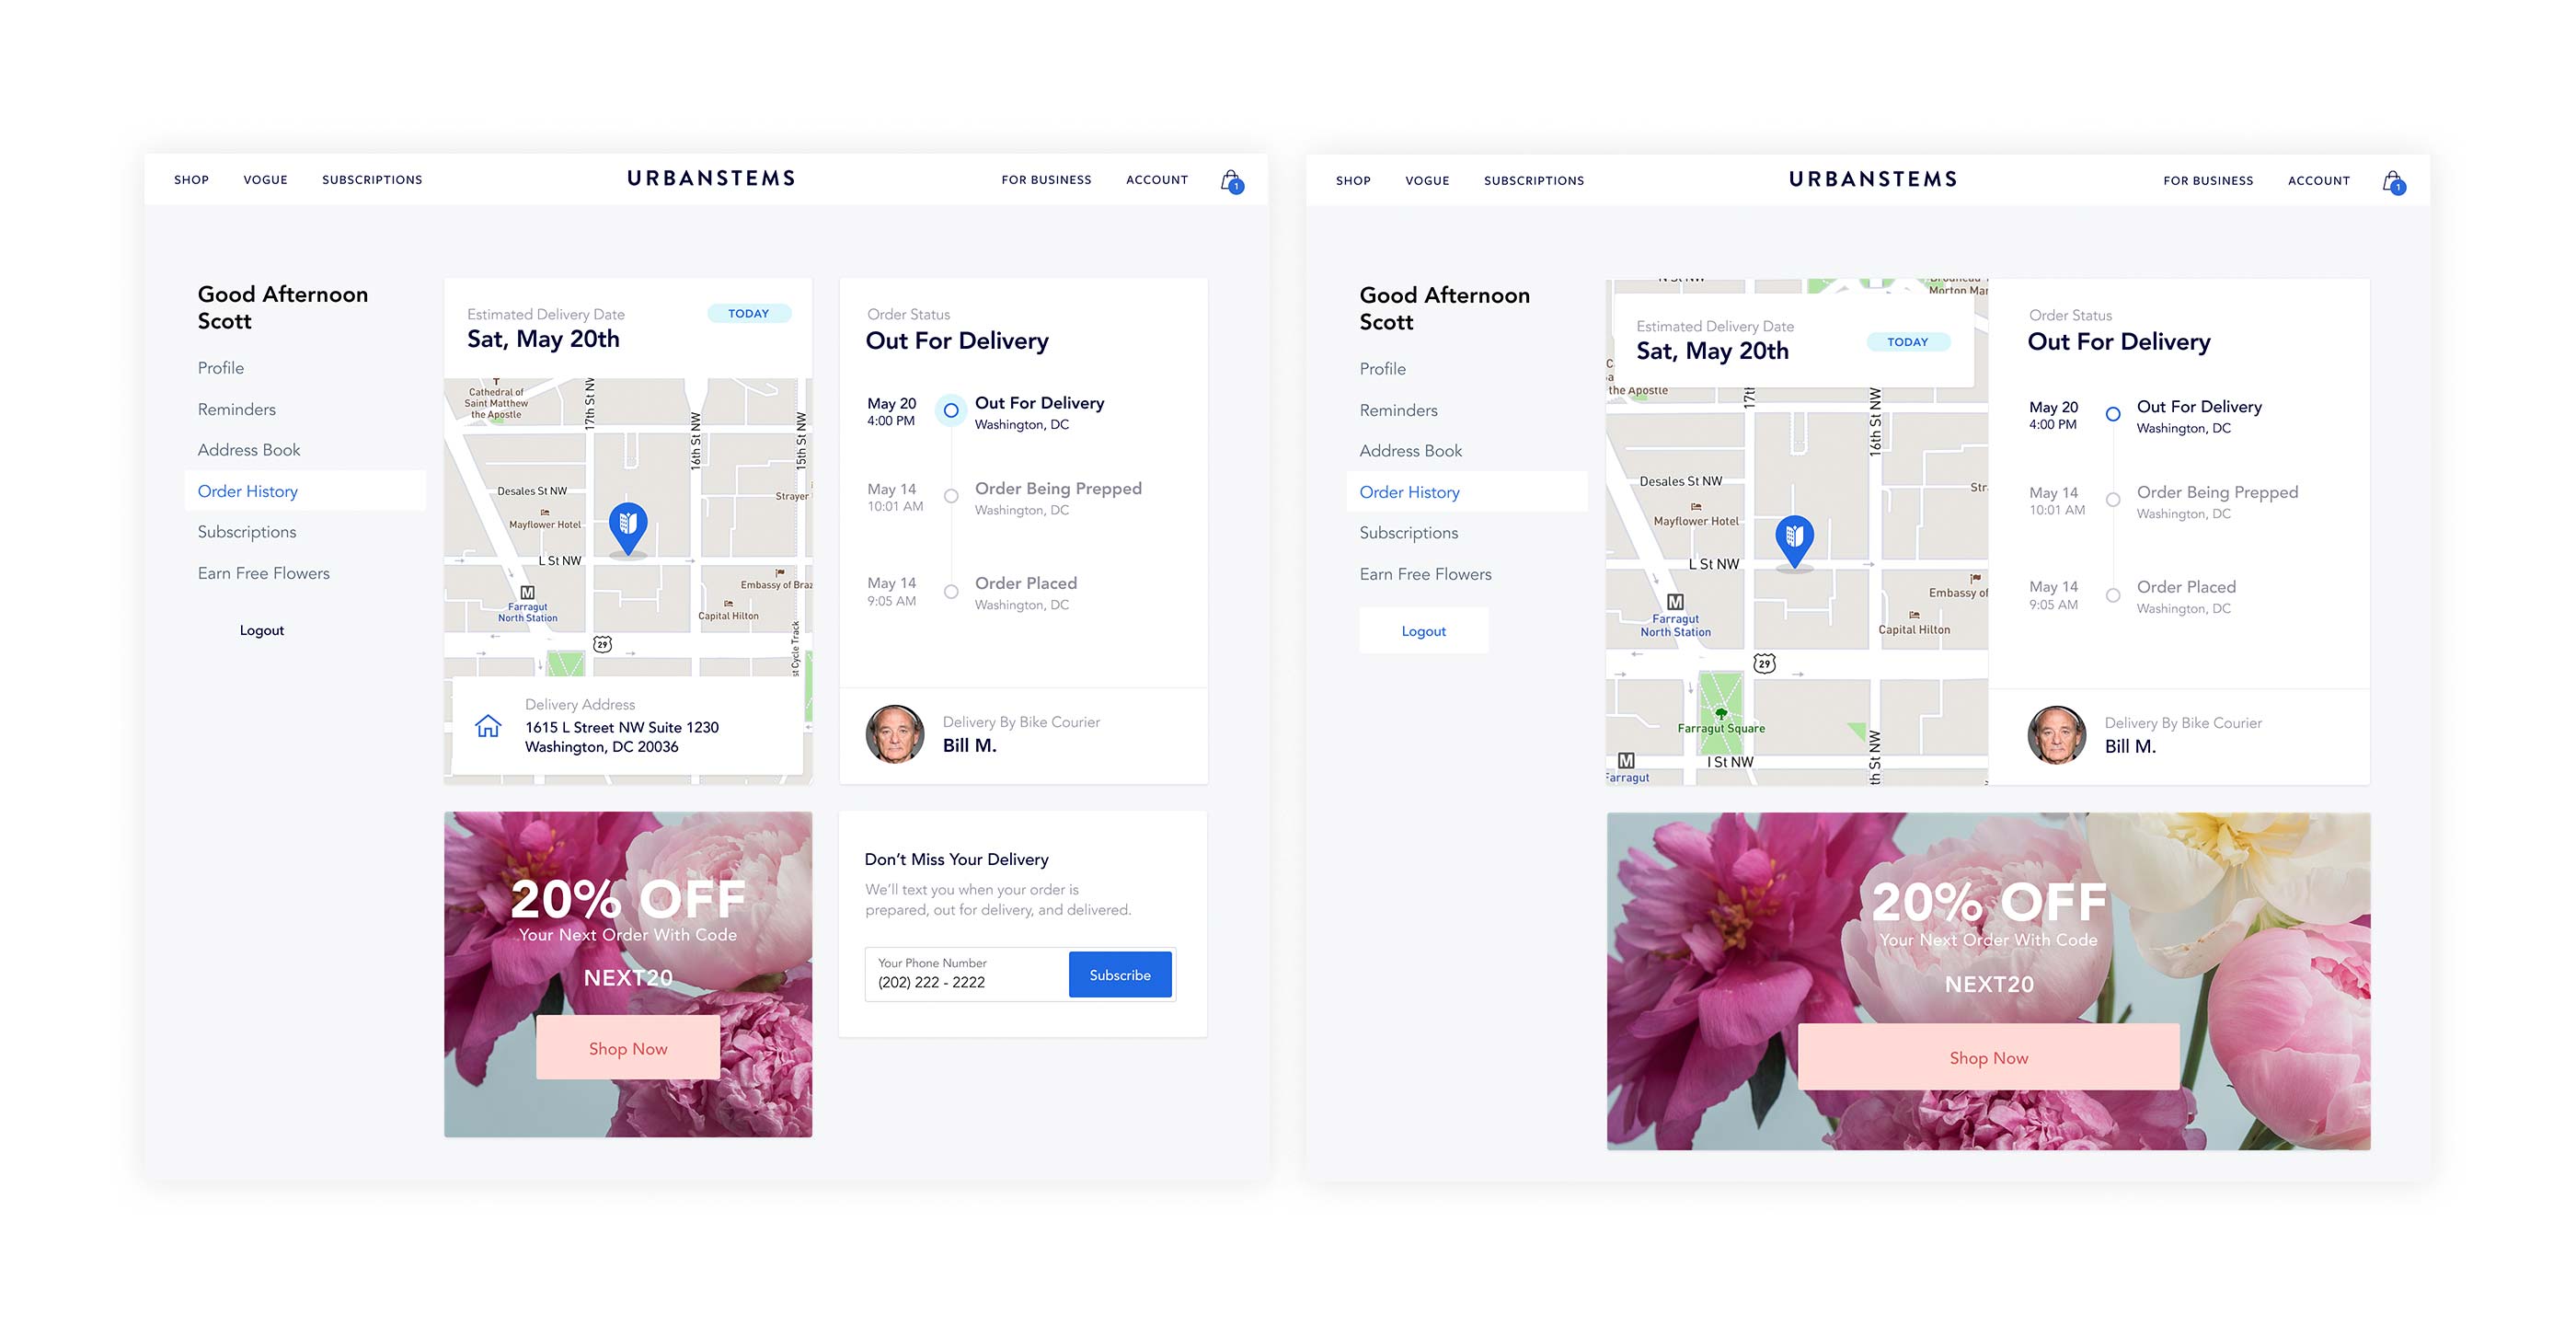 SHOP VOGUE SUBSCRIPTIONS URBANSTEMS FOR BUSINESS ACCOUNT 1
Good Afternoon
Scott
Profile
Reminders
Address Book
Order History
Subscriptions
Earn Free Flowers
Logout
Estimated Delivery Date
Sat, May 20th
TODAY
Cathedral of
Saint Matthew
the Apostle
17th St NW
16th St NW
15th St NW
Desales St NW
Strayer
Mayflower Hotel
L St NW
Embassy of Braz
M
Farragut
North Station
Capital Hilton
29
st Cycle Track
Delivery Address
1615 L Street NW Suite 1230
Washington, DC 20036
Order Status
Out For Delivery
May 20 Out For Delivery
4:00 PM Washington, DC
May 14 Order Being Prepped
10:01 AM Washington, DC
May 14 Order Placed
9:05 AM Washington, DC
Delivery By Bike Courier
Bill M.
20% OFF
Your Next Order With Code
NEXT20
Shop Now
Don't Miss Your Delivery
We'll text you when your order is
prepared, out for delivery, and delivered.
Your Phone Number
(202) 222 - 2222
Subscribe
SHOP VOGUE SUBSCRIPTIONS URBANSTEMS FOR BUSINESS ACCOUNT 1
Good Afternoon
Scott
Profile
Reminders
Address Book
Order History
Subscriptions
Earn Free Flowers
Logout
N St NW
Morton Mar
Estimated Delivery Date
Sat, May 20th
TODAY
the Apostle
17th
16th St NW
Desales St NW
Str
Mayflower Hotel
L St NW
Embassy of
M
Farragut
North Station
Capital Hilton
29
Farragut Square
th St NW
I St NW
M
Farragut
Order Status
Out For Delivery
May 20 Out For Delivery
4:00 PM Washington, DC
May 14 Order Being Prepped
10:01 AM Washington, DC
May 14 Order Placed
9:05 AM Washington, DC
Delivery By Bike Courier
Bill M.
20% OFF
Your Next Order With Code
NEXT20
Shop Now